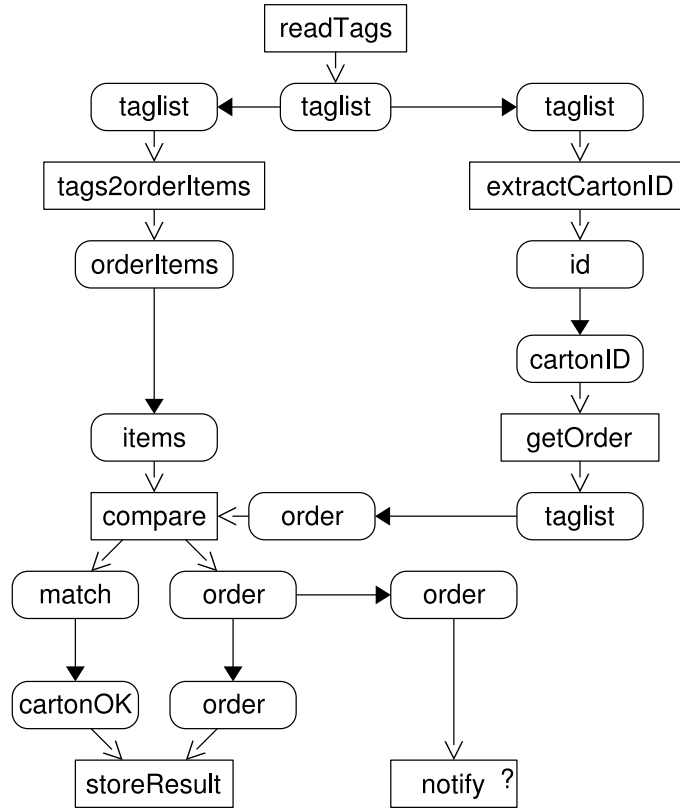 readTags
taglist taglist taglist
tags2orderItems extractCartonID
orderItems id
cartonID
items getOrder
compare order taglist
match order order
cartonOK order
storeResult notify ?